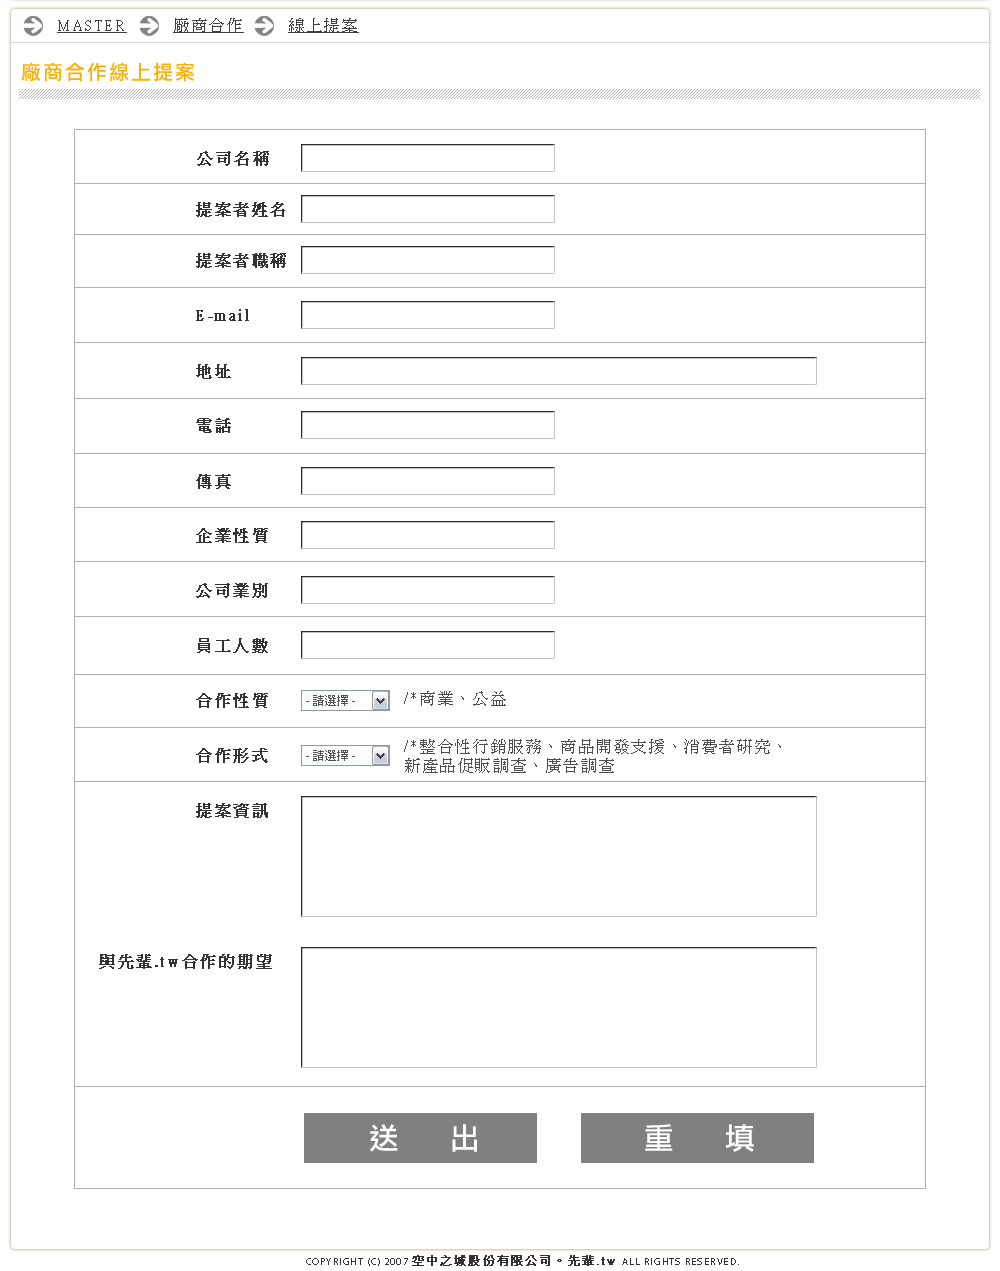 MASTER 廠商合作 線上提案
廠商合作線上提案
公司名稱
提案者姓名
提案者職稱
E-mail
地址
電話
傳真
企業性質
公司業別
員工人數
合作性質 - 請選擇 - /*商業、公益
合作形式 - 請選擇 - /*整合性行銷服務、商品開發支援、消費者研究、
新產品促販調查、廣告調查
提案資訊
與先輩.tw合作的期望
送 出 重 填
COPYRIGHT (C) 2007 空中之城股份有限公司。先輩.tw ALL RIGHTS RESERVED.